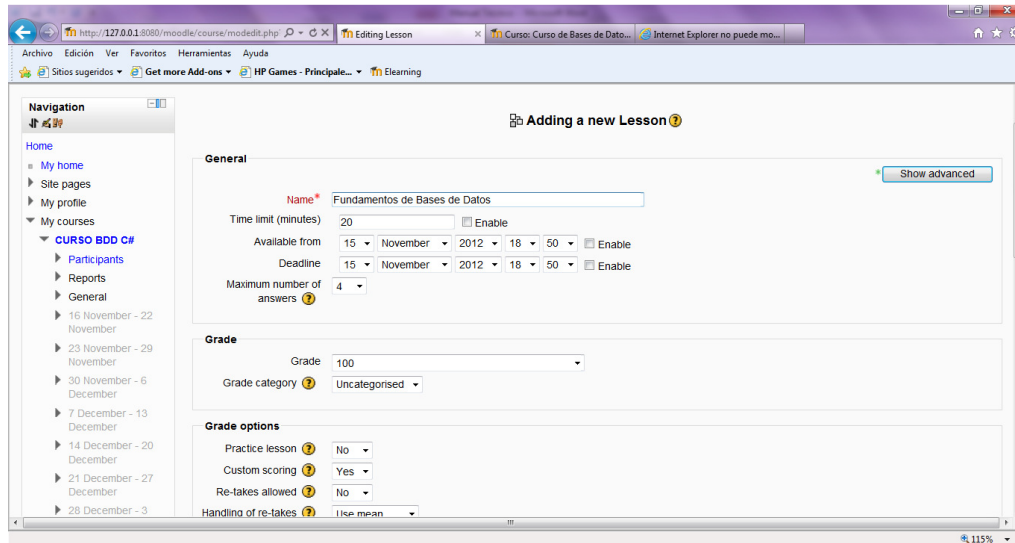 http://127.0.0.1:8080/moodle/course/modedit.php
Editing Lesson
Curso: Curso de Bases de Dato...
Internet Explorer no puede mo...
Archivo Edición Ver Favoritos Herramientas Ayuda
Sitios sugeridos Get more Add-ons HP Games - Principale... Elearning
Navigation
Home
My home
Site pages
My profile
My courses
CURSO BDD C#
Participants
Reports
General
16 November - 22
November
23 November - 29
November
30 November - 6
December
7 December - 13
December
14 December - 20
December
21 December - 27
December
28 December - 3
Adding a new Lesson
General
* Show advanced
Name* Fundamentos de Bases de Datos
Time limit (minutes) 20 Enable
Available from 15 November 2012 18 50 Enable
Deadline 15 November 2012 18 50 Enable
Maximum number of
answers 4
Grade
Grade 100
Grade category Uncategorised
Grade options
Practice lesson No
Custom scoring Yes
Re-takes allowed No
Handling of re-takes Use mean
115%